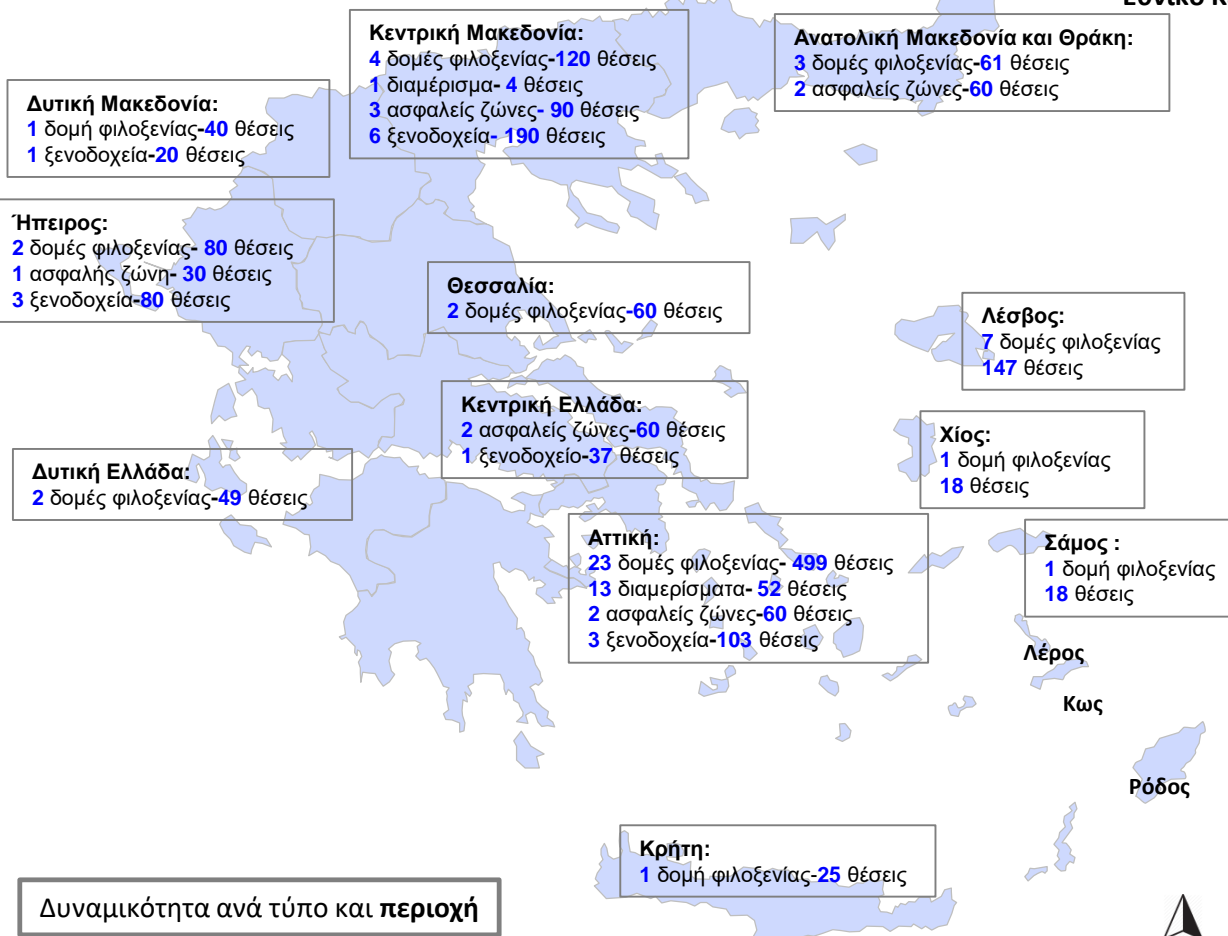 Κεντρική Μακεδονία:
4 δομές φιλοξενίας-120 θέσεις
1 διαμέρισμα- 4 θέσεις
3 ασφαλείς ζώνες- 90 θέσεις
6 ξενοδοχεία- 190 θέσεις
Ανατολική Μακεδονία και Θράκη:
3 δομές φιλοξενίας-61 θέσεις
2 ασφαλείς ζώνες-60 θέσεις
Δυτική Μακεδονία:
1 δομή φιλοξενίας-40 θέσεις
1 ξενοδοχεία-20 θέσεις
Ήπειρος:
2 δομές φιλοξενίας- 80 θέσεις
1 ασφαλής ζώνη- 30 θέσεις
3 ξενοδοχεία-80 θέσεις
Θεσσαλία:
2 δομές φιλοξενίας-60 θέσεις
Λέσβος:
7 δομές φιλοξενίας
147 θέσεις
Κεντρική Ελλάδα:
2 ασφαλείς ζώνες-60 θέσεις
1 ξενοδοχείο-37 θέσεις
Χίος:
1 δομή φιλοξενίας
18 θέσεις
Δυτική Ελλάδα:
2 δομές φιλοξενίας-49 θέσεις
Αττική:
23 δομές φιλοξενίας- 499 θέσεις
13 διαμερίσματα- 52 θέσεις
2 ασφαλείς ζώνες-60 θέσεις
3 ξενοδοχεία-103 θέσεις
Σάμος :
1 δομή φιλοξενίας
18 θέσεις
Λέρος
Κως
Ρόδος
Κρήτη:
1 δομή φιλοξενίας-25 θέσεις
Δυναμικότητα ανά τύπο και περιοχή